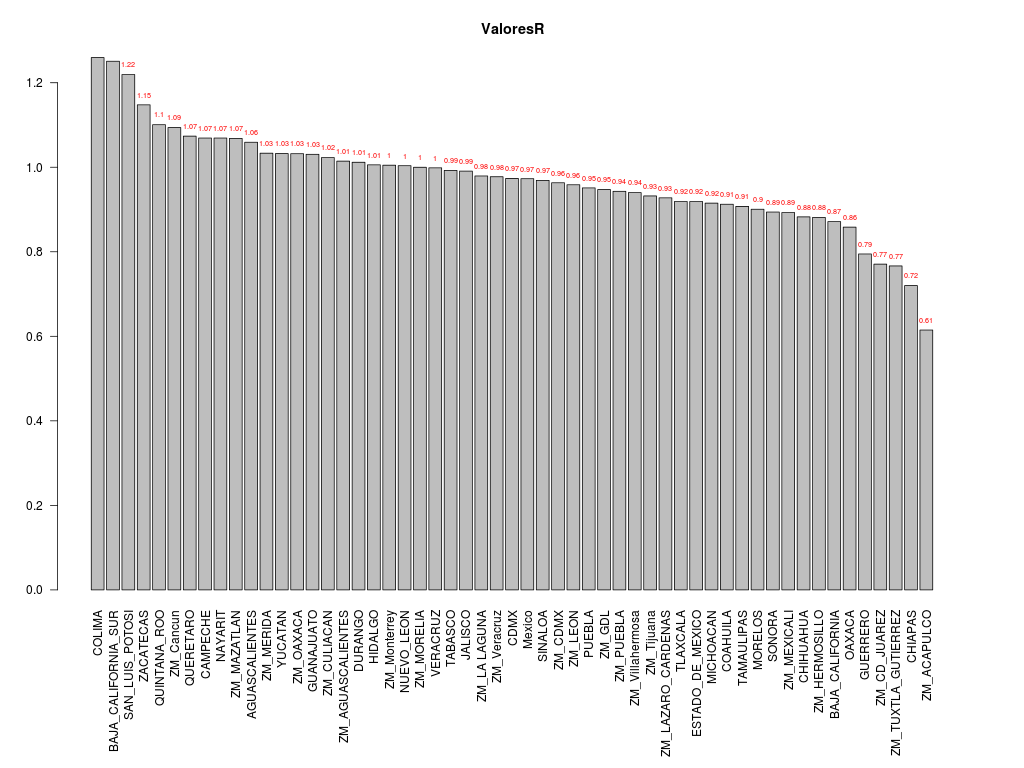 ValoresR
1.2
1.0
0.8
0.6
0.4
0.2
0.0
1.22
1.15
1.1
1.09
1.07
1.07
1.07
1.07
1.06
1.03
1.03
1.03
1.03
1.02
1.01
1.01
1.01
1
1
1
1
0.99
0.99
0.98
0.98
0.97
0.97
0.97
0.96
0.96
0.95
0.95
0.94
0.94
0.93
0.93
0.92
0.92
0.92
0.91
0.91
0.9
0.89
0.89
0.88
0.88
0.87
0.86
0.79
0.77
0.77
0.72
0.61
COLIMA
BAJA_CALIFORNIA_SUR
SAN_LUIS_POTOSI
ZACATECAS
QUINTANA_ROO
ZM_Cancun
QUERETARO
CAMPECHE
NAYARIT
ZM_MAZATLAN
AGUASCALIENTES
ZM_MERIDA
YUCATAN
ZM_OAXACA
GUANAJUATO
ZM_CULIACAN
ZM_AGUASCALIENTES
DURANGO
HIDALGO
ZM_Monterrey
NUEVO_LEON
ZM_MORELIA
VERACRUZ
TABASCO
JALISCO
ZM_LA LAGUNA
ZM_Veracruz
CDMX
Mexico
SINALOA
ZM_CDMX
ZM_LEON
PUEBLA
ZM_GDL
ZM_PUEBLA
ZM_Villahermosa
ZM_Tijuana
ZM_LAZARO_CARDENAS
TLAXCALA
ESTADO_DE_MEXICO
MICHOACAN
COAHUILA
TAMAULIPAS
MORELOS
SONORA
ZM_MEXICALI
CHIHUAHUA
ZM_HERMOSILLO
BAJA_CALIFORNIA
OAXACA
GUERRERO
ZM_CD_JUAREZ
ZM_TUXTLA_GUTIERREZ
CHIAPAS
ZM_ACAPULCO